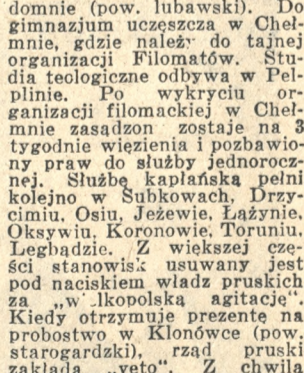 domnie (pow. lubawski). Do
gimnazjum uczęszcza w Cheł-
mnie, gdzie należy do tajnej
organizacji Filomatów. Stu-
dia teologiczne odbywa w Pel-
plinie. Po wykryciu or-
ganizacji filomackiej w Cheł-
mnie zasądzon zostaje na 3
tygodnie więzienia i pozbawio-
ny praw do służby jednorocz-
nej. Służbę kapłańską pełni
kolejno w Subkowach, Drzy-
cimiu, Osiu, Jeżewie, Łążynie,
Oksywiu, Koronowie, Toruniu,
Legbądzie. Z większej czę-
ści stanowisk usuwany jest
pod naciskiem władz pruskich
za „w lkopolską agitację“.
Kiedy otrzymuje prezentę na
probostwo w Klonówce (pow.
starogardzki), rząd pruski
zakłada „veto“. Z chwilą